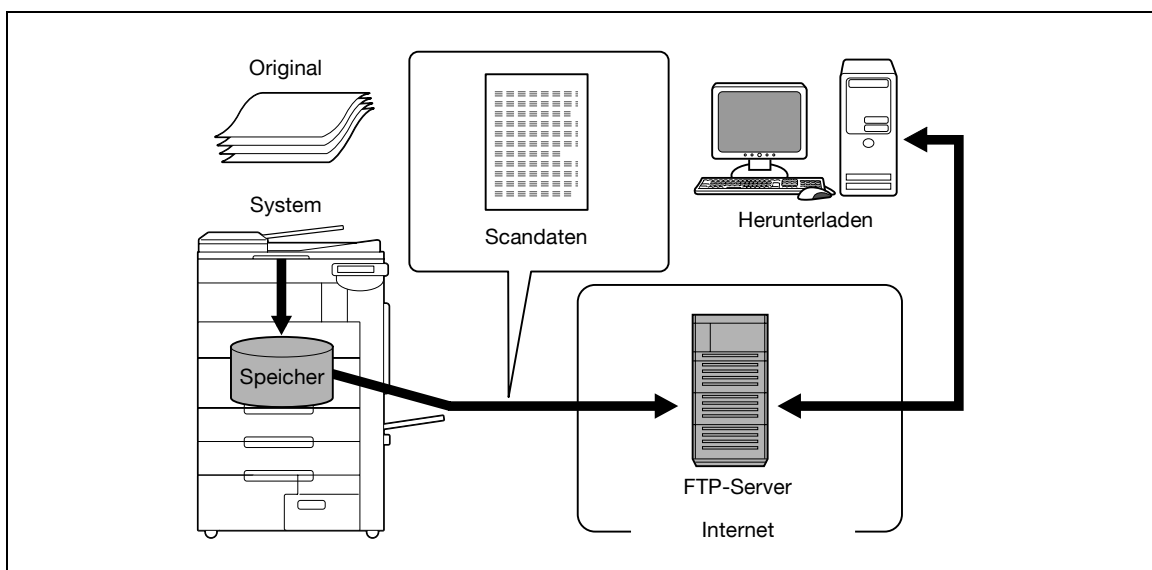 Original
System
Speicher
Scandaten
Herunterladen
FTP-Server
Internet